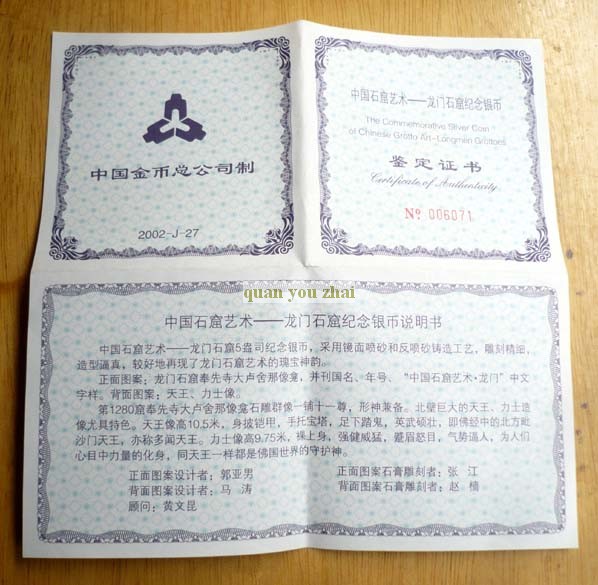 中国金币总公司制
2002-J-27
中国石窟艺术——龙门石窟纪念银币
The Commemorative Silver Coin
of Chinese Grotto Art-Longmen Grottoes
鉴定证书
Certificate of Authenticity
No 006071
quan you zhai
中国石窟艺术——龙门石窟纪念银币说明书
中国石窟艺术——龙门石窟5盎司纪念银币，采用镜面喷砂和反喷砂铸造工艺，雕刻精细，
造型逼真，较好地再现了龙门石窟艺术的瑰宝神韵。
正面图案：龙门石窟奉先寺大卢舍那像龛，并刊国名、年号、“中国石窟艺术·龙门”中文
字样。背面图案：天王、力士像。
第1280窟奉先寺大卢舍那像龛石雕群像一铺十一尊，形神兼备。北壁巨大的天王、力士造
像尤具特色。天王像高10.5米，身披铠甲，手托宝塔，足下踏鬼，英武硕壮，即佛经中的北方毗
沙门天王，亦称多闻天王。力士像高9.75米，裸上身，强健威猛，蹙眉怒目，气势逼人，为人们
心目中力量的化身，同天王一样都是佛国世界的守护神。
正面图案设计者：郭亚男
正面图案石膏雕刻者：张 江
背面图案设计者：马 涛
背面图案石膏雕刻者：赵 樯
顾问：黄文昆